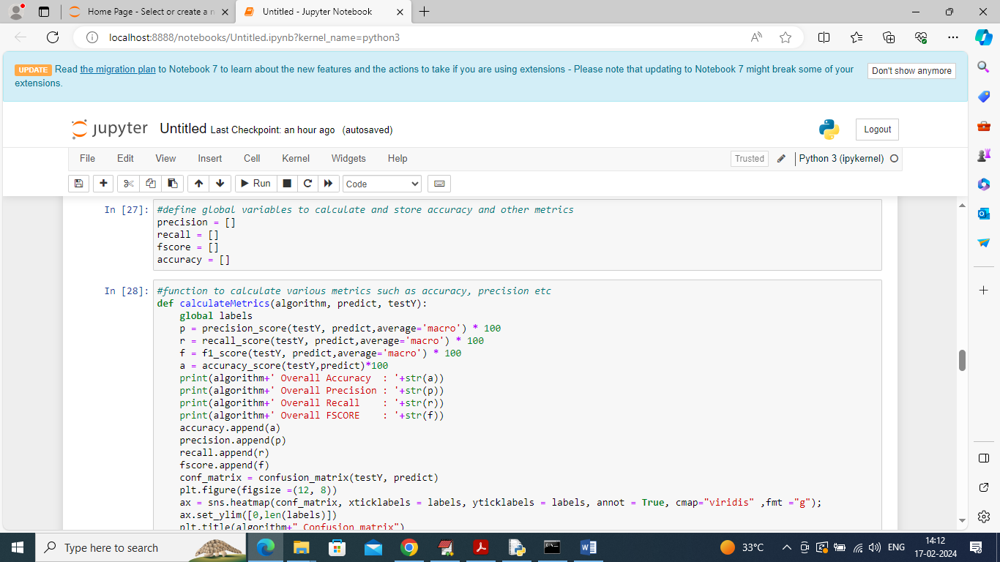 Home Page - Select or create a n
Untitled - Jupyter Notebook
localhost:8888/notebooks/Untitled.ipynb?kernel_name=python3
UPDATE Read the migration plan to Notebook 7 to learn about the new features and the actions to take if you are using extensions - Please note that updating to Notebook 7 might break some of your
extensions.
Don't show anymore
jupyter Untitled Last Checkpoint: an hour ago (autosaved)
Logout
File Edit View Insert Cell Kernel Widgets Help
Trusted
Python 3 (ipykernel)
Run
Code
In [27]: #define global variables to calculate and store accuracy and other metrics
precision = []
recall = []
fscore = []
accuracy = []
In [28]: #function to calculate various metrics such as accuracy, precision etc
def calculateMetrics(algorithm, predict, testY):
    global labels
    p = precision_score(testY, predict,average='macro') * 100
    r = recall_score(testY, predict,average='macro') * 100
    f = f1_score(testY, predict,average='macro') * 100
    a = accuracy_score(testY,predict)*100
    print(algorithm+' Overall Accuracy  : '+str(a))
    print(algorithm+' Overall Precision : '+str(p))
    print(algorithm+' Overall Recall    : '+str(r))
    print(algorithm+' Overall FSCORE    : '+str(f))
    accuracy.append(a)
    precision.append(p)
    recall.append(r)
    fscore.append(f)
    conf_matrix = confusion_matrix(testY, predict)
    plt.figure(figsize =(12, 8))
    ax = sns.heatmap(conf_matrix, xticklabels = labels, yticklabels = labels, annot = True, cmap="viridis" ,fmt ="g");
    ax.set_ylim([0,len(labels)])
    plt.title(algorithm+" Confusion matrix")
Type here to search
33°C
ENG
14:12
17-02-2024